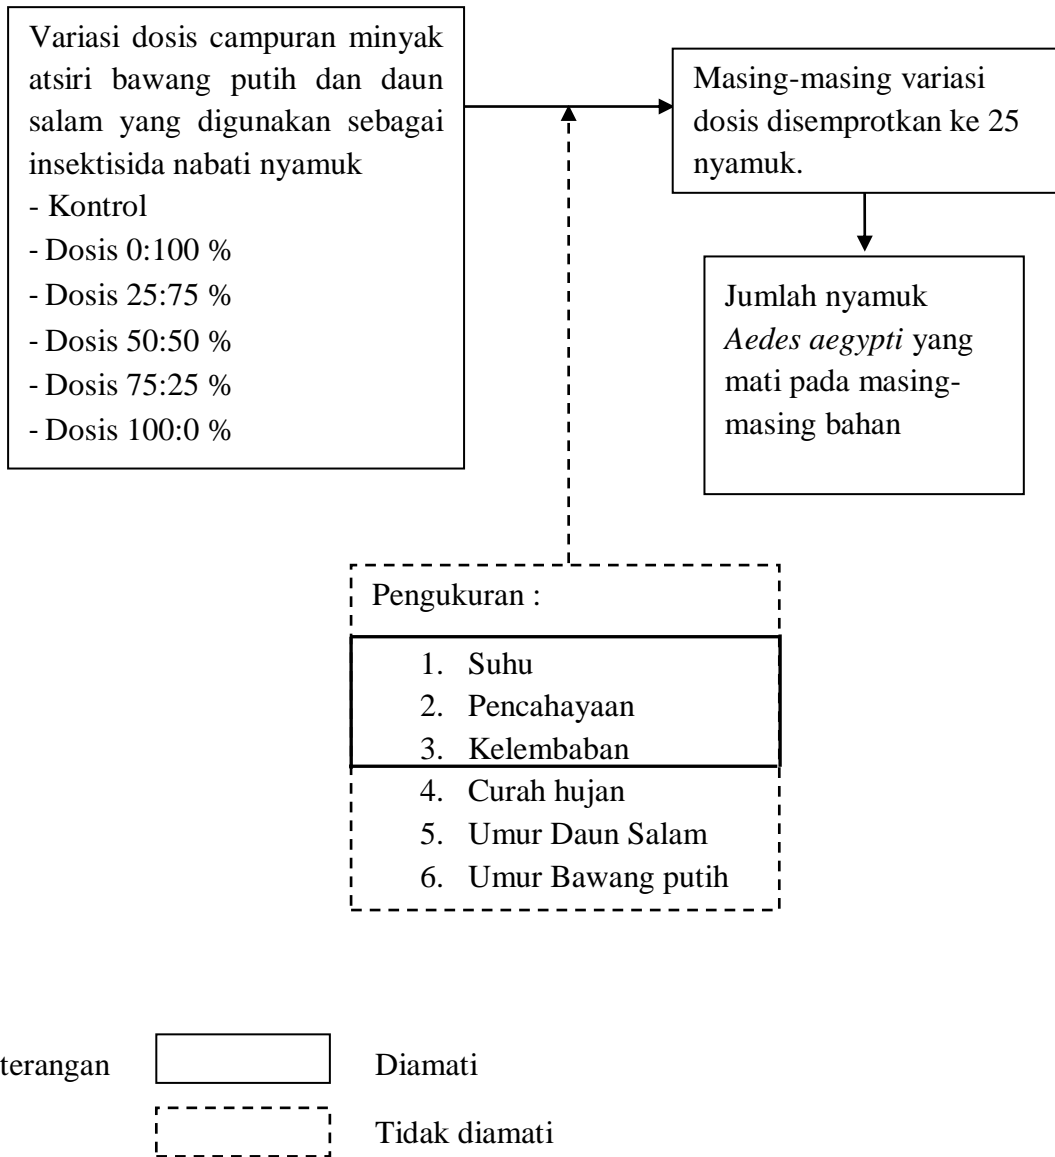 Variasi dosis campuran minyak
atsiri bawang putih dan daun
salam yang digunakan sebagai
insektisida nabati nyamuk
- Kontrol
- Dosis 0:100 %
- Dosis 25:75 %
- Dosis 50:50 %
- Dosis 75:25 %
- Dosis 100:0 %
Masing-masing variasi
dosis disemprotkan ke 25
nyamuk.
Jumlah nyamuk
Aedes aegypti yang
mati pada masing-
masing bahan
Pengukuran :
1. Suhu
2. Pencahayaan
3. Kelembaban
4. Curah hujan
5. Umur Daun Salam
6. Umur Bawang putih
terangan
Diamati
Tidak diamati